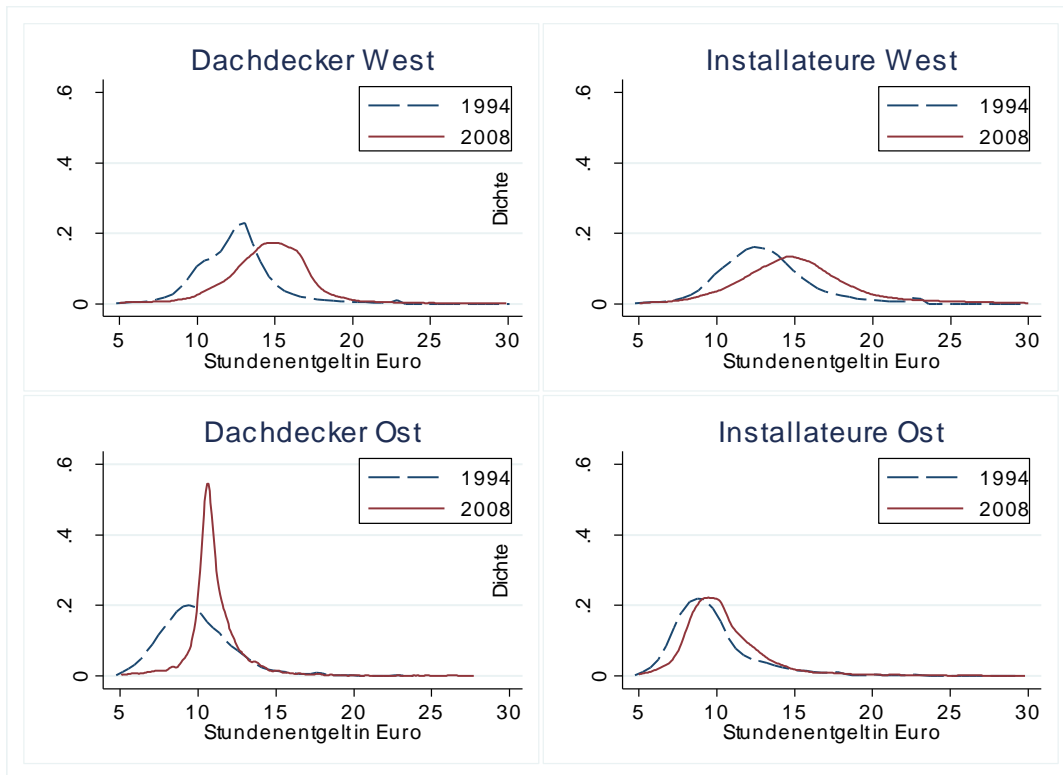 Dachdecker West
.6
.4
.2
0
1994
2008
5 10 15 20 25 30
Stundenentgelt in Euro
Installateure West
Dichte
.6
.4
.2
0
1994
2008
5 10 15 20 25 30
Stundenentgelt in Euro
Dachdecker Ost
.6
.4
.2
0
1994
2008
5 10 15 20 25 30
Stundenentgelt in Euro
Installateure Ost
Dichte
.6
.4
.2
0
1994
2008
5 10 15 20 25 30
Stundenentgelt in Euro